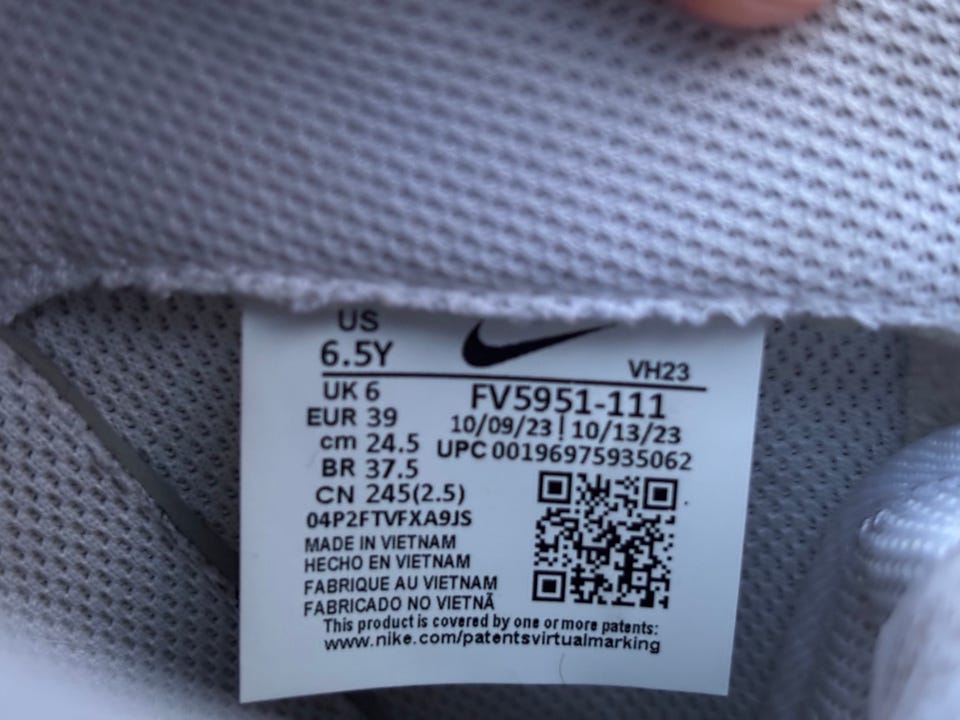 US
6.5Y
VH23
UK 6
FV5951-111
EUR 39
10/09/23 | 10/13/23
cm 24.5
UPC 00196975935062
BR 37.5
CN 245(2.5)
04P2FTVFXA9JS
MADE IN VIETNAM
HECHO EN VIETNAM
FABRIQUE AU VIETNAM
FABRICADO NO VIETNÃ
This product is covered by one or more patents:
www.nike.com/patentsvirtualmarking